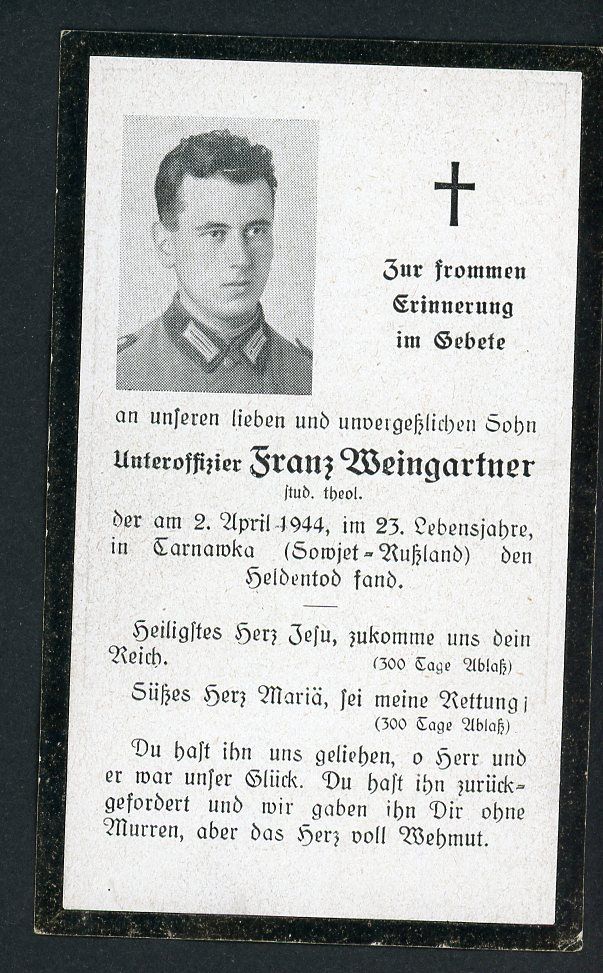 Zur frommen
Erinnerung
im Gebete
an unseren lieben und unvergeßlichen Sohn
Unteroffizier Franz Weingartner
stud. theol.
der am 2. April 1944, im 23. Lebensjahre,
in Tarnawka (Sowjet-Rußland) den
Heldentod fand.
Heiligstes Herz Jesu, zukomme uns dein
Reich. (300 Tage Ablaß)
Süßes Herz Mariä, sei meine Rettung!
(300 Tage Ablaß)
Du hast ihn uns geliehen, o Herr und
er war unser Glück. Du hast ihn zurück-
gefordert und wir gaben ihn Dir ohne
Murren, aber das Herz voll Wehmut.